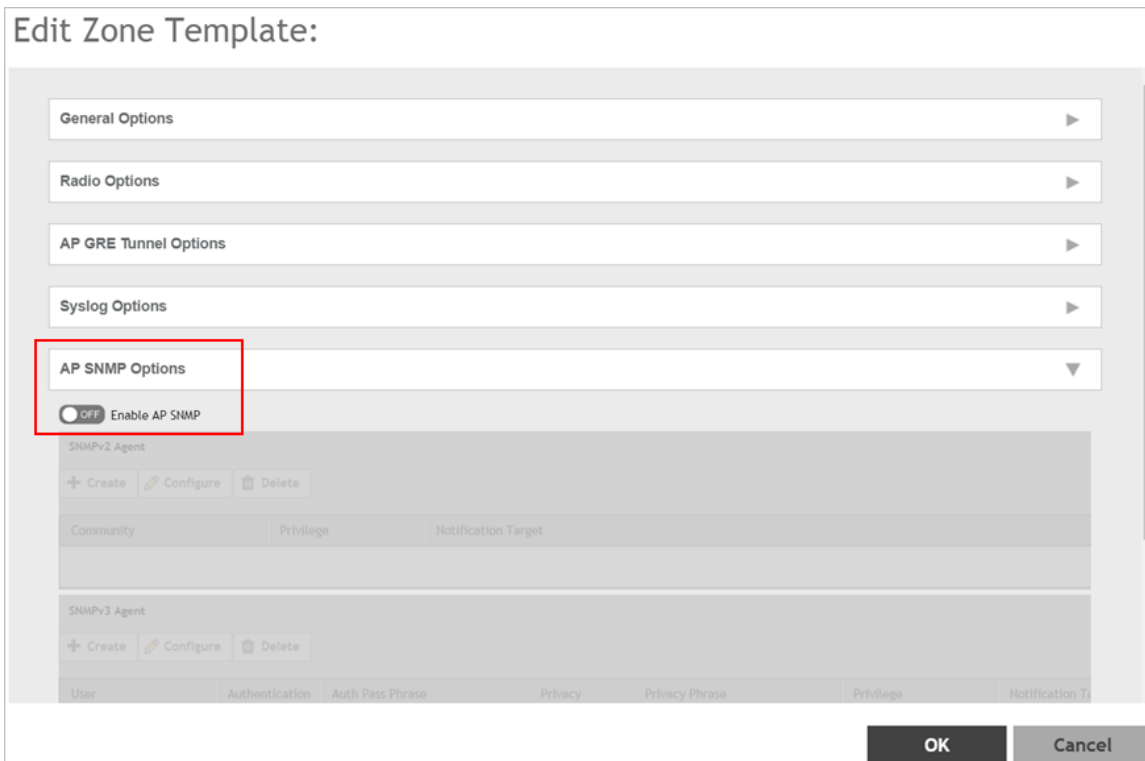 Edit Zone Template:
General Options
Radio Options
AP GRE Tunnel Options
Syslog Options
AP SNMP Options
OFF Enable AP SNMP
SNMPv2 Agent
Create Configure Delete
Community Privilege Notification Target
SNMPv3 Agent
Create Configure Delete
User Authentication Auth Pass Phrase Privacy Privacy Phrase Privilege Notification
OK Cancel